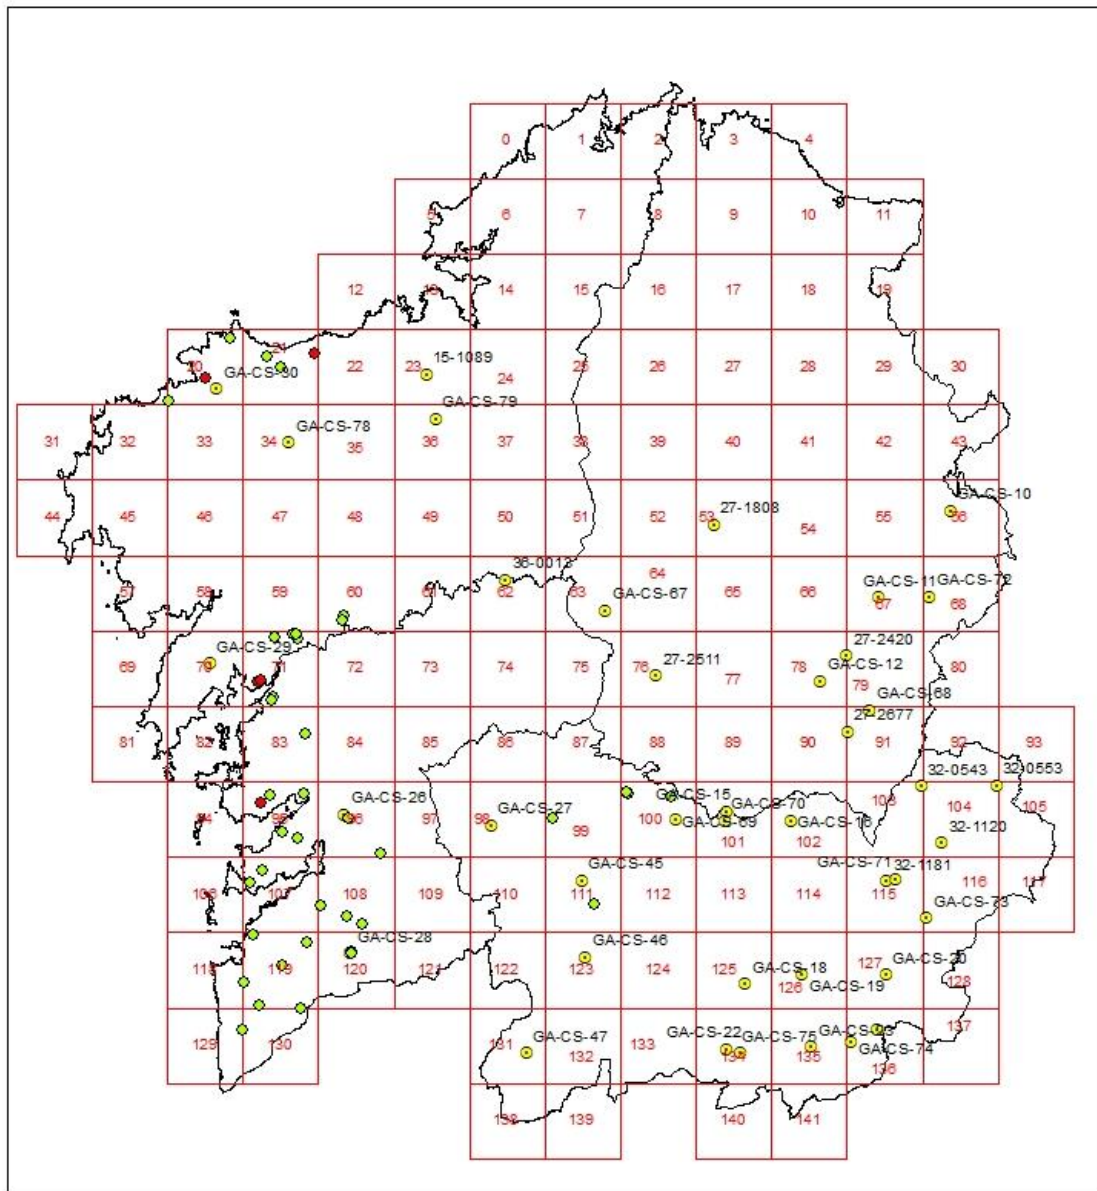 0 1 2 3 4
5 6 7 8 9 10 11
12 13 14 15 16 17 18 19
20 21 22 23 24 25 26 27 28 29 30
15-1089
GA-CS-30
GA-CS-79
31 32 33 34 GA-CS-78 35 36 37 38 39 40 41 42 43
GA-CS-10
44 45 46 47 48 49 50 51 52 53 27-1808 54 55 56
36-0013
57 58 59 60 61 62 63 64 65 66 67 68
GA-CS-11 GA-CS-72
GA-CS-67
27-2420
GA-CS-29 27-2511 GA-CS-12
69 70 71 72 73 74 75 76 77 78 79 80
GA-CS-68
27-2677
81 82 83 84 85 86 87 88 89 90 91 92 93
32-0543 32-0553
GA-CS-15
GA-CS-26 GA-CS-27 GA-CS-70
94 95 96 97 98 99 100 101 102 103 104 105
GA-CS-69 GA-CS-16
32-1120
GA-CS-45 GA-CS-71 32-1181
106 107 108 109 110 111 112 113 114 115 116 117
GA-CS-73
GA-CS-28 GA-CS-46
118 119 120 121 122 123 124 125 126 127 128
GA-CS-18 GA-CS-20
GA-CS-19
GA-CS-47 GA-CS-22 GA-CS-75 GA-CS-74
129 130 131 132 133 134 135 136 137
138 139 140 141